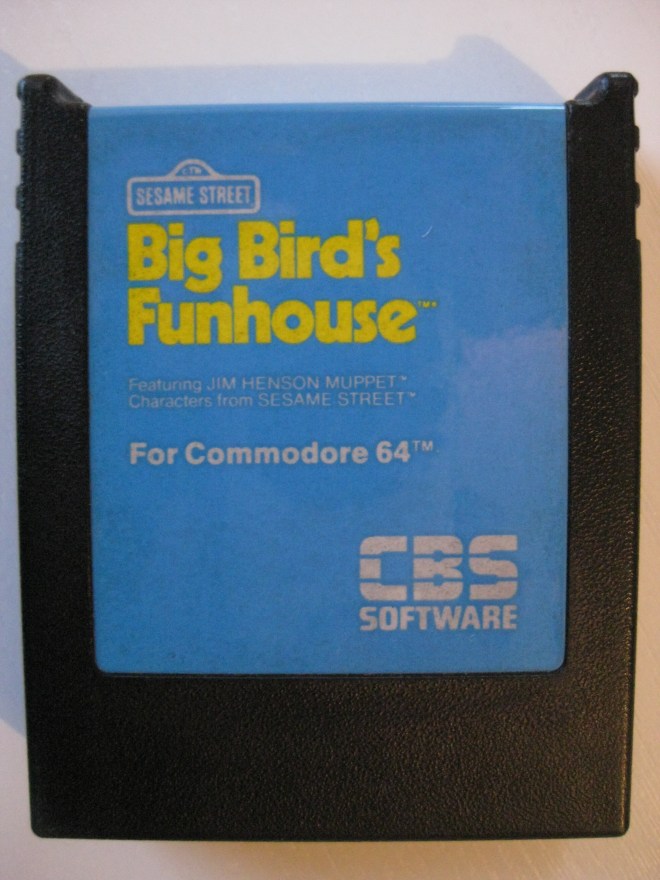 SESAME STREET
Big Bird's
Funhouse™*
Featuring JIM HENSON MUPPET™
Characters from SESAME STREET™
For Commodore 64™
CBS
SOFTWARE